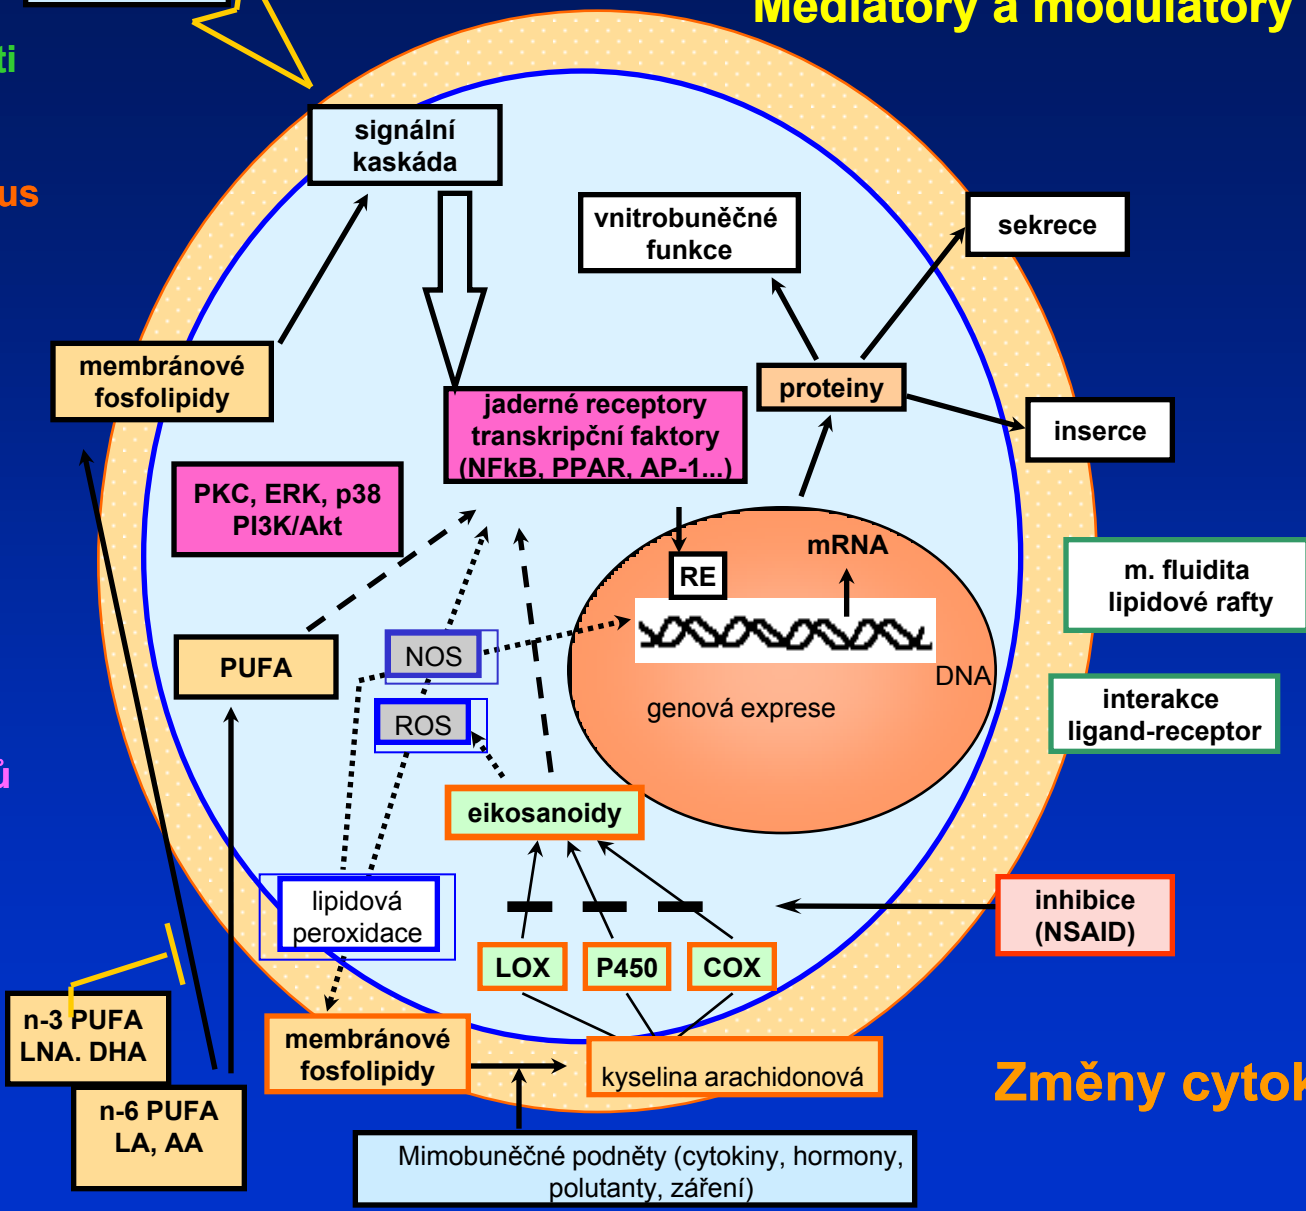 Mediátory a modulátory
ti
signální
kaskáda
us
vnitrobuněčné
funkce
sekrece
membránové
fosfolipidy
proteiny
jaderné receptory
transkripční faktory
(NFkB, PPAR, AP-1...)
inserce
PKC, ERK, p38
PI3K/Akt
mRNA
RE
m. fluidita
lipidové rafty
NOS
PUFA
DNA
interakce
ligand-receptor
genová exprese
ROS
ů
eikosanoidy
lipidová
peroxidace
inhibice
(NSAID)
LOX
P450
COX
n-3 PUFA
LNA. DHA
membránové
fosfolipidy
kyselina arachidonová
Změny cytok
n-6 PUFA
LA, AA
Mimobuněčné podněty (cytokiny, hormony,
polutanty, záření)